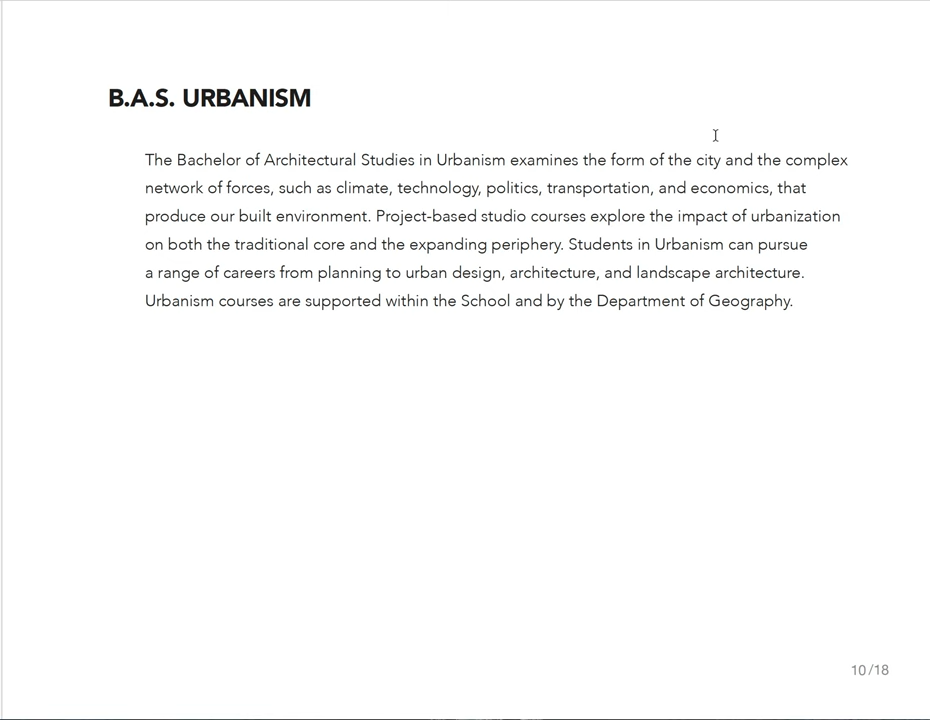 B.A.S. URBANISM
The Bachelor of Architectural Studies in Urbanism examines the form of the city and the complex
network of forces, such as climate, technology, politics, transportation, and economics, that
produce our built environment. Project-based studio courses explore the impact of urbanization
on both the traditional core and the expanding periphery. Students in Urbanism can pursue
a range of careers from planning to urban design, architecture, and landscape architecture.
Urbanism courses are supported within the School and by the Department of Geography.
10/18